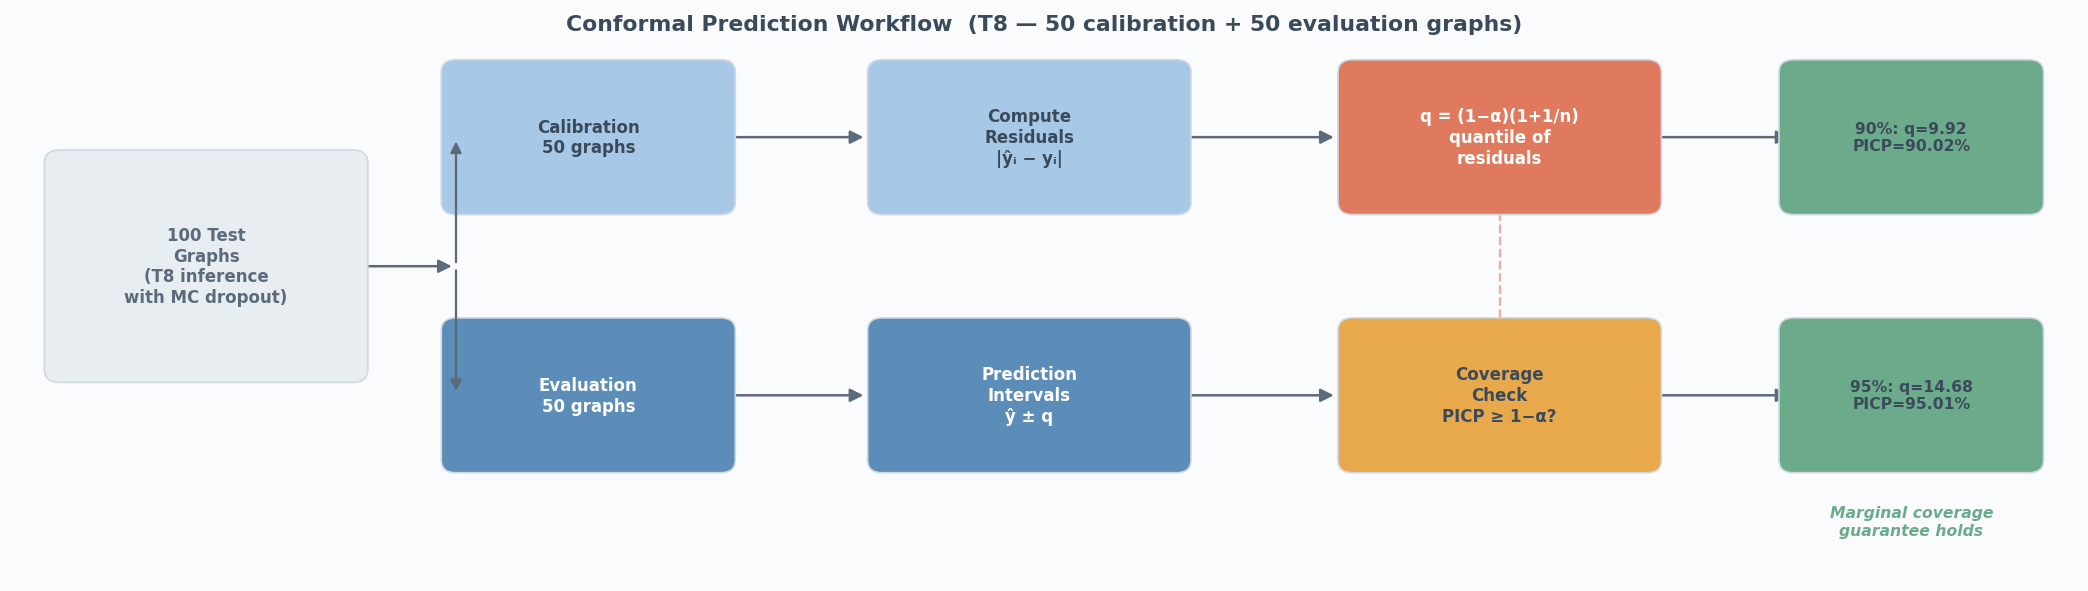 Conformal Prediction Workflow  (T8 — 50 calibration + 50 evaluation graphs)
100 Test
Graphs
(T8 inference
with MC dropout)
Calibration
50 graphs
Compute
Residuals
|ŷᵢ − yᵢ|
q = (1−α)(1+1/n)
quantile of
residuals
90%: q=9.92
PICP=90.02%
Evaluation
50 graphs
Prediction
Intervals
ŷ ± q
Coverage
Check
PICP ≥ 1−α?
95%: q=14.68
PICP=95.01%
Marginal coverage
guarantee holds